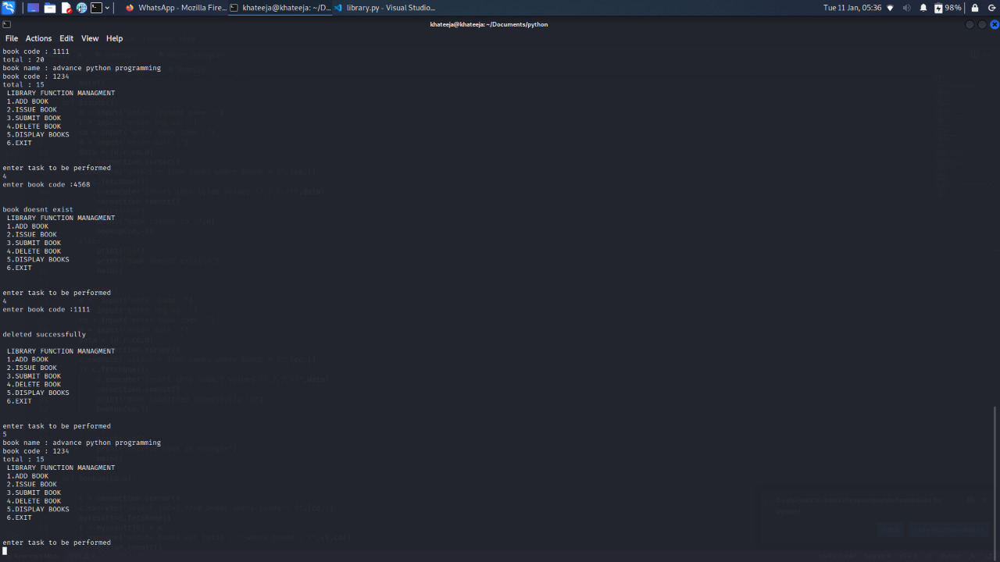 WhatsApp - Mozilla Fire...
khateeja@khateeja: ~/D...
library.py - Visual Studio...
Tue 11 Jan, 05:36
98%
khateeja@khateeja: ~/Documents/python
File Actions Edit View Help
book code : 1111
total : 20
book name : advance python programming
book code : 1234
total : 15
LIBRARY FUNCTION MANAGMENT
1.ADD BOOK
2.ISSUE BOOK
3.SUBMIT BOOK
4.DELETE BOOK
5.DISPLAY BOOKS
6.EXIT
enter task to be performed
4
enter book code :4568
book doesnt exist
LIBRARY FUNCTION MANAGMENT
1.ADD BOOK
2.ISSUE BOOK
3.SUBMIT BOOK
4.DELETE BOOK
5.DISPLAY BOOKS
6.EXIT
enter task to be performed
4
enter book code :1111
deleted successfully
LIBRARY FUNCTION MANAGMENT
1.ADD BOOK
2.ISSUE BOOK
3.SUBMIT BOOK
4.DELETE BOOK
5.DISPLAY BOOKS
6.EXIT
enter task to be performed
5
book name : advance python programming
book code : 1234
total : 15
LIBRARY FUNCTION MANAGMENT
1.ADD BOOK
2.ISSUE BOOK
3.SUBMIT BOOK
4.DELETE BOOK
5.DISPLAY BOOKS
6.EXIT
enter task to be performed